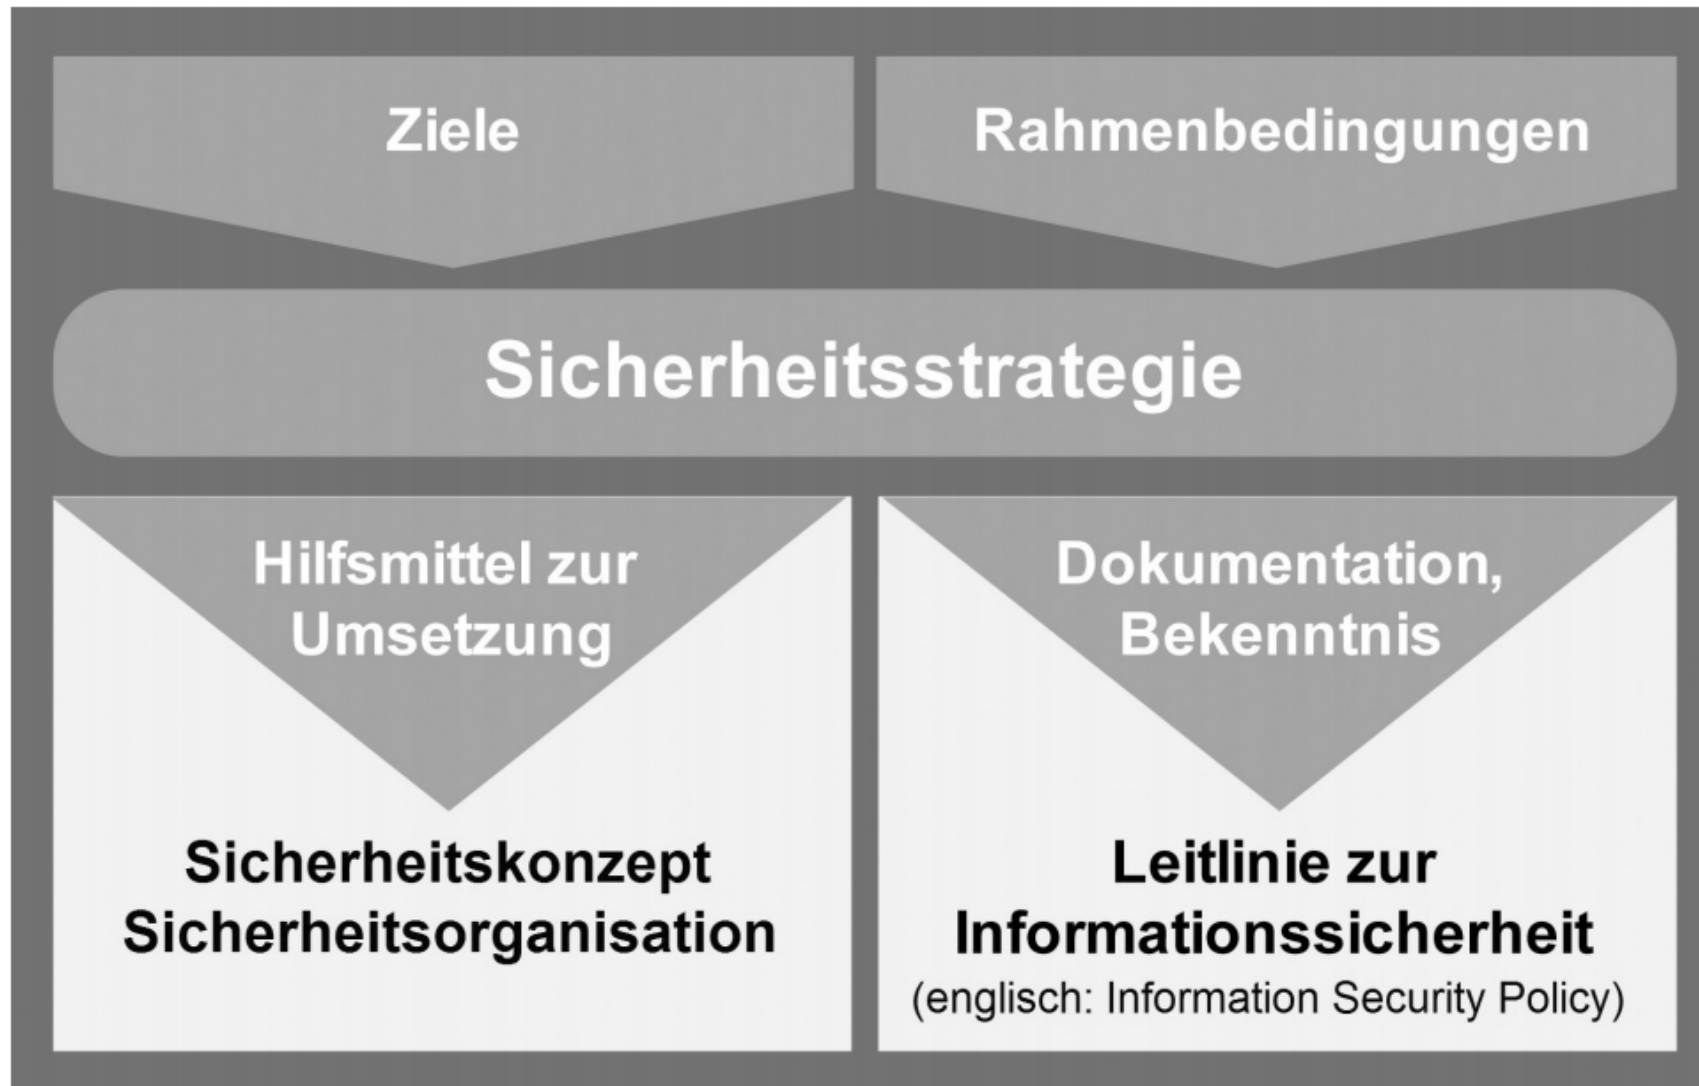 Ziele
Rahmenbedingungen
Sicherheitsstrategie
Hilfsmittel zur
Umsetzung
Sicherheitskonzept
Sicherheitsorganisation
Dokumentation,
Bekenntnis
Leitlinie zur
Informationssicherheit
(englisch: Information Security Policy)